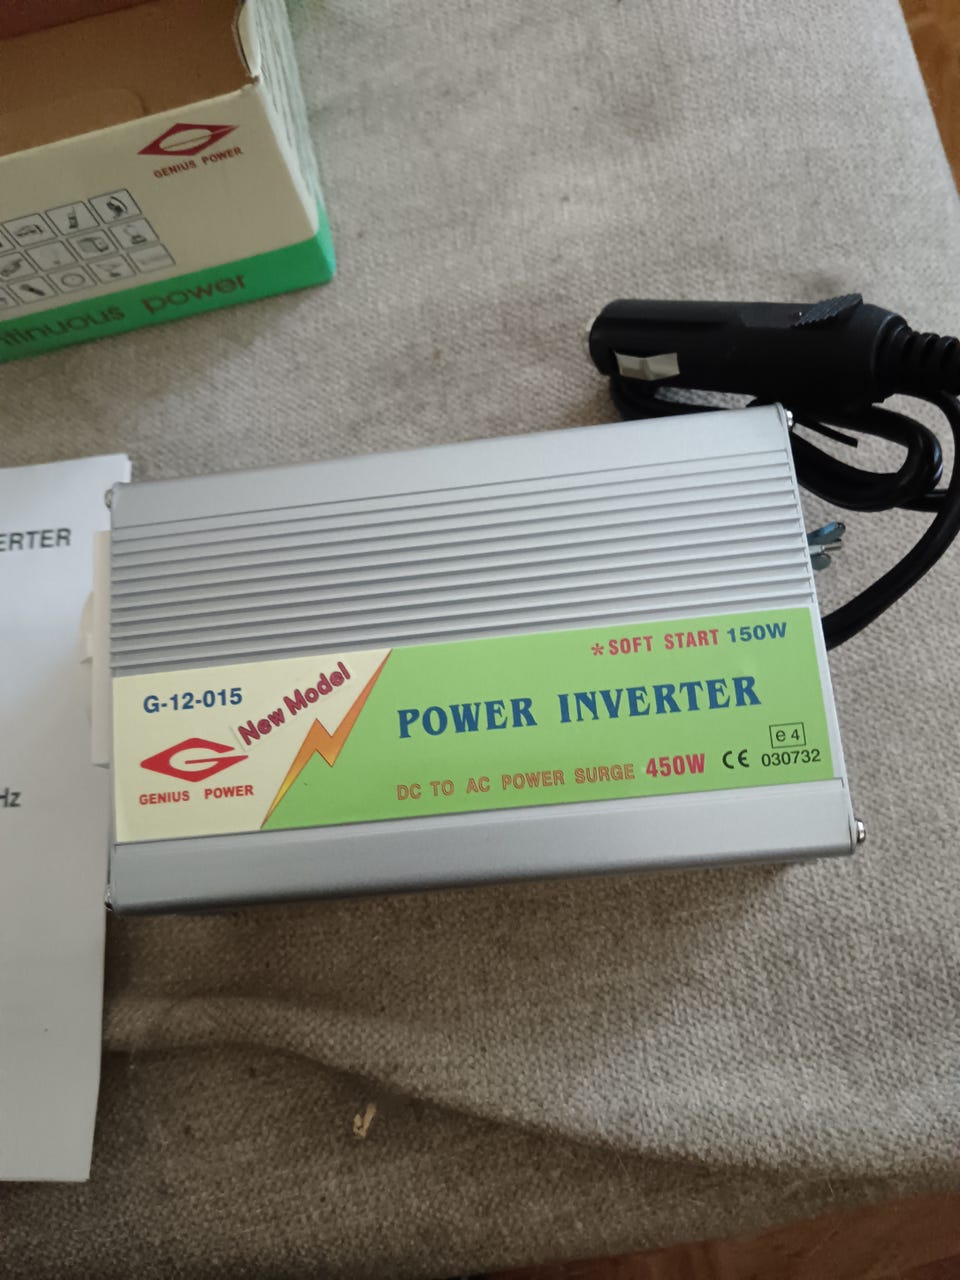 GENIUS POWER
tinuous power
ERTER
Hz
*SOFT START 150W
G-12-015
New Model
POWER INVERTER
GENIUS POWER
DC TO AC POWER SURGE 450W
CE
e4
030732